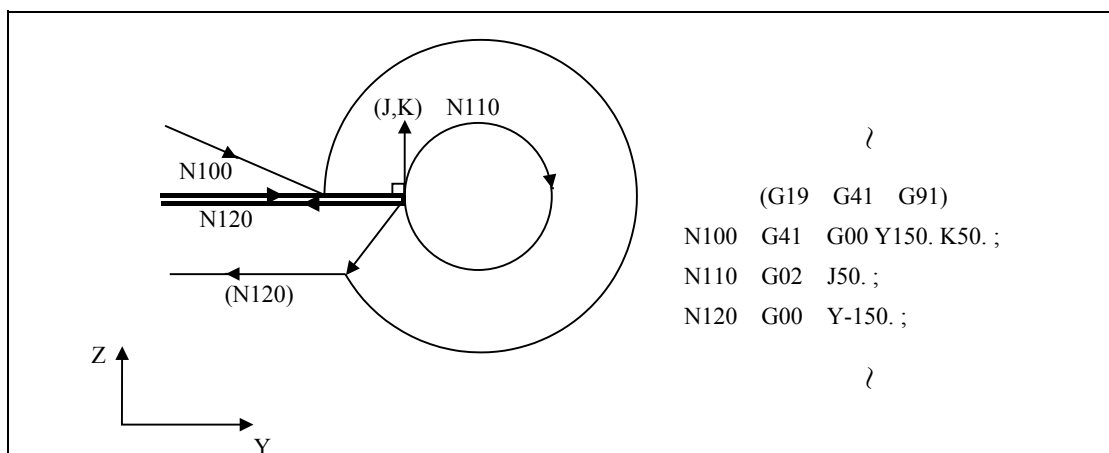 (J,K) N110
N100
N120
(N120)
Z
Y
~
(G19 G41 G91)
N100 G41 G00 Y150. K50. ;
N110 G02 J50. ;
N120 G00 Y-150. ;
~